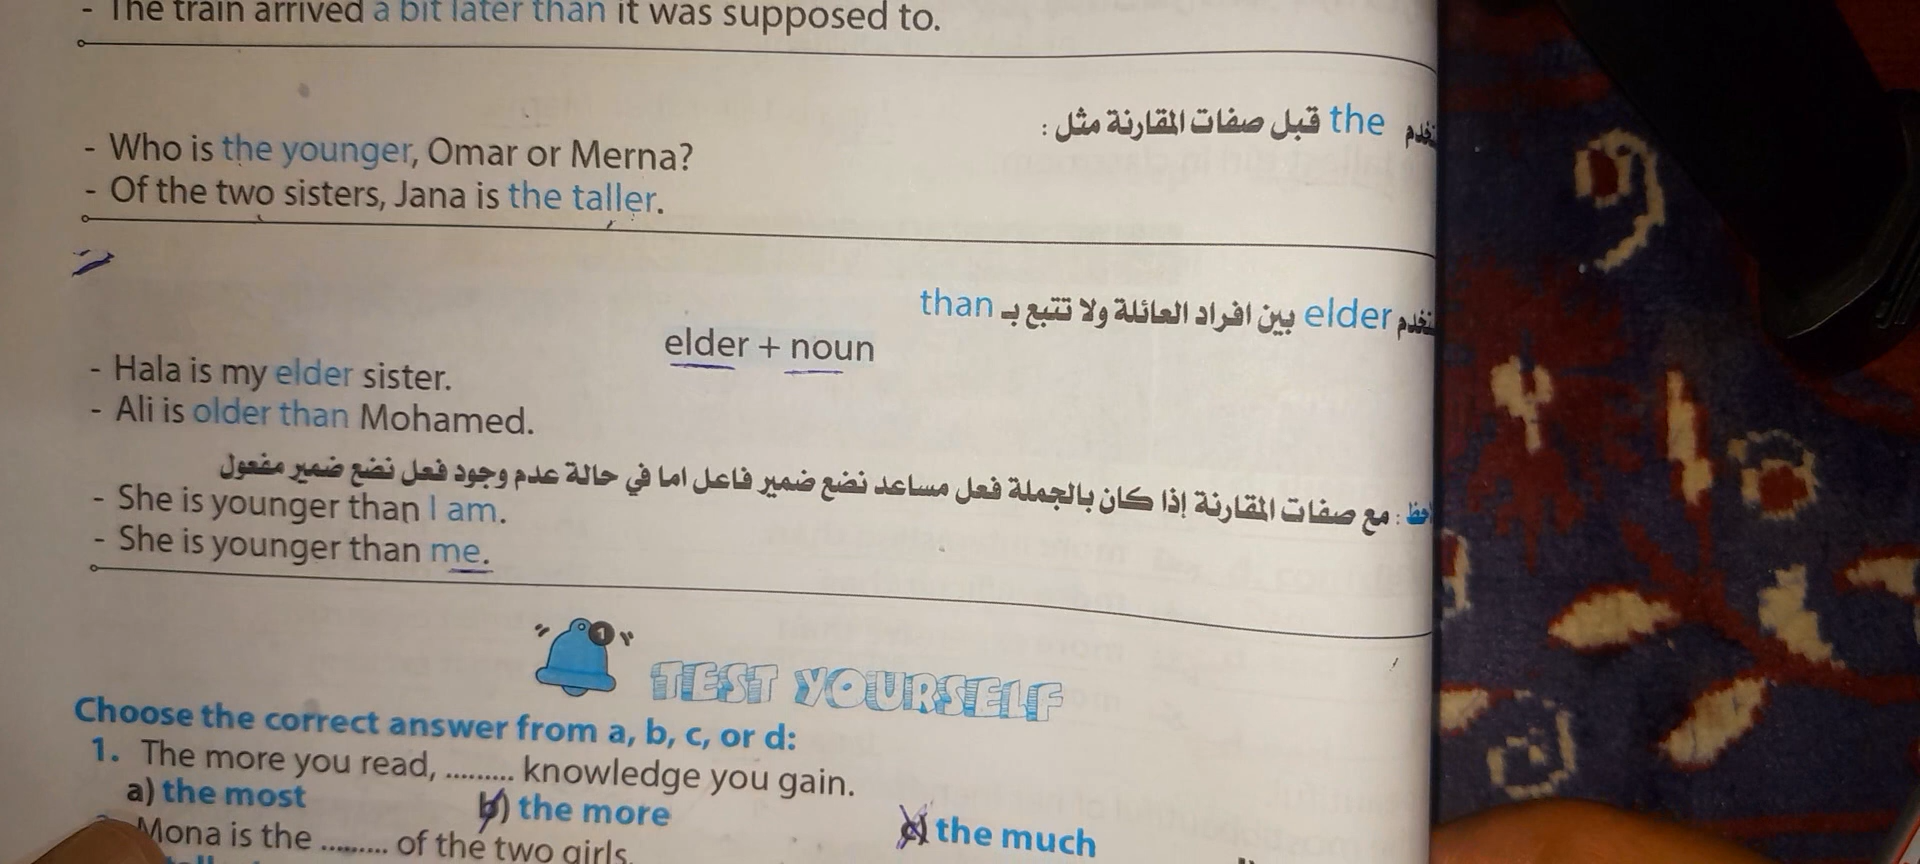 - The train arrived a bit later than it was supposed to.
the قبل صفات المقارنة مثل :
- Who is the younger, Omar or Merna?
- Of the two sisters, Jana is the taller.
elder بين افراد العائلة ولا تتبع بـ than
elder + noun
- Hala is my elder sister.
- Ali is older than Mohamed.
: مع صفات المقارنة إذا كان بالجملة فعل مساعد نضع ضمير فاعل اما في حالة عدم وجود فعل نضع ضمير مفعول
- She is younger than I am.
- She is younger than me.
1
TEST YOURSELF
Choose the correct answer from a, b, c, or d:
1. The more you read, ......... knowledge you gain.
a) the most b) the more c) the much
Mona is the ......... of the two girls.